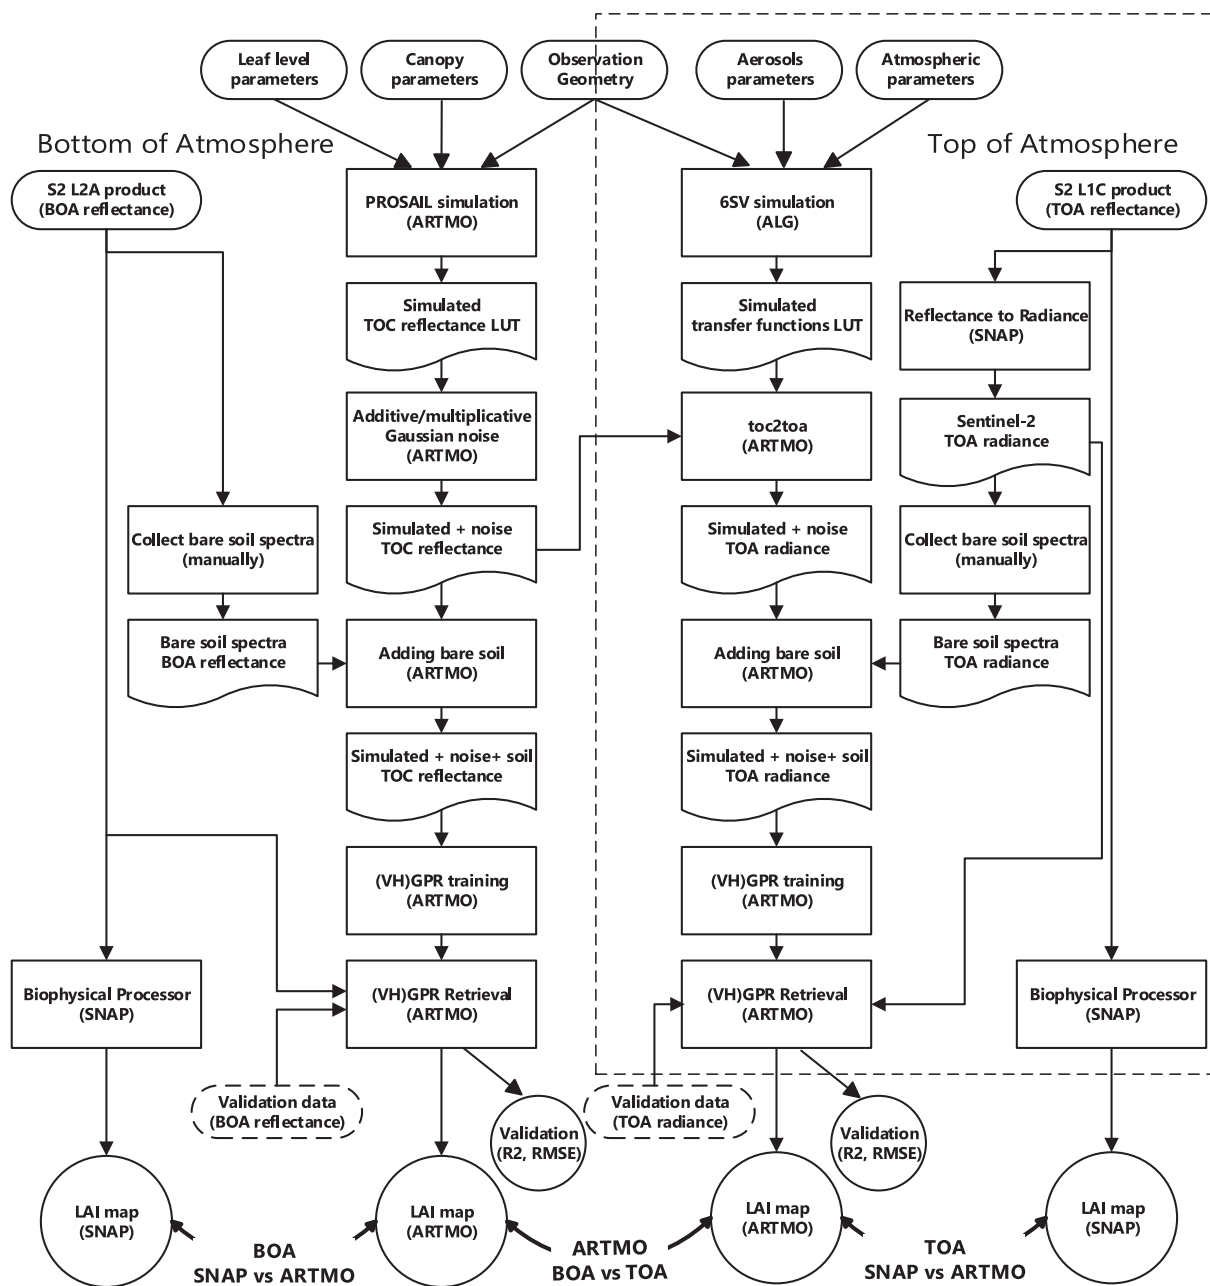 Leaf level
parameters
Canopy
parameters
Observation
Geometry
Aerosols
parameters
Atmospheric
parameters
Bottom of Atmosphere
Top of Atmosphere
S2 L2A product
(BOA reflectance)
PROSAIL simulation
(ARTMO)
6SV simulation
(ALG)
S2 L1C product
(TOA reflectance)
Simulated
TOC reflectance LUT
Simulated
transfer functions LUT
Reflectance to Radiance
(SNAP)
Additive/multiplicative
Gaussian noise
(ARTMO)
toc2toa
(ARTMO)
Sentinel-2
TOA radiance
Collect bare soil spectra
(manually)
Simulated + noise
TOC reflectance
Simulated + noise
TOA radiance
Collect bare soil spectra
(manually)
Bare soil spectra
BOA reflectance
Adding bare soil
(ARTMO)
Adding bare soil
(ARTMO)
Bare soil spectra
TOA radiance
Simulated + noise+ soil
TOC reflectance
Simulated + noise+ soil
TOA radiance
(VH)GPR training
(ARTMO)
(VH)GPR training
(ARTMO)
Biophysical Processor
(SNAP)
(VH)GPR Retrieval
(ARTMO)
(VH)GPR Retrieval
(ARTMO)
Biophysical Processor
(SNAP)
Validation data
(BOA reflectance)
Validation
(R2, RMSE)
Validation data
(TOA radiance)
Validation
(R2, RMSE)
LAI map
(SNAP)
LAI map
(ARTMO)
LAI map
(ARTMO)
LAI map
(SNAP)
BOA
SNAP vs ARTMO
ARTMO
BOA vs TOA
TOA
SNAP vs ARTMO